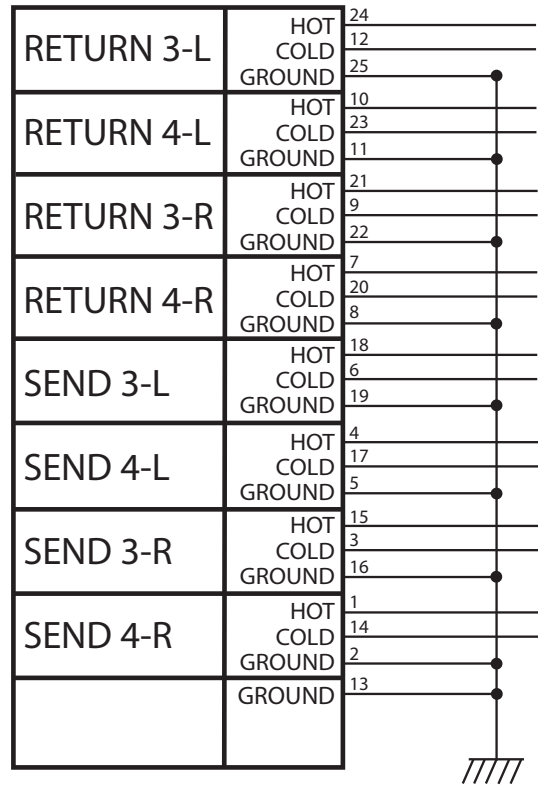 RETURN 3-L HOT 24
COLD 12
GROUND 25
RETURN 4-L HOT 10
COLD 23
GROUND 11
RETURN 3-R HOT 21
COLD 9
GROUND 22
RETURN 4-R HOT 7
COLD 20
GROUND 8
SEND 3-L HOT 18
COLD 6
GROUND 19
SEND 4-L HOT 4
COLD 17
GROUND 5
SEND 3-R HOT 15
COLD 3
GROUND 16
SEND 4-R HOT 1
COLD 14
GROUND 2
GROUND 13